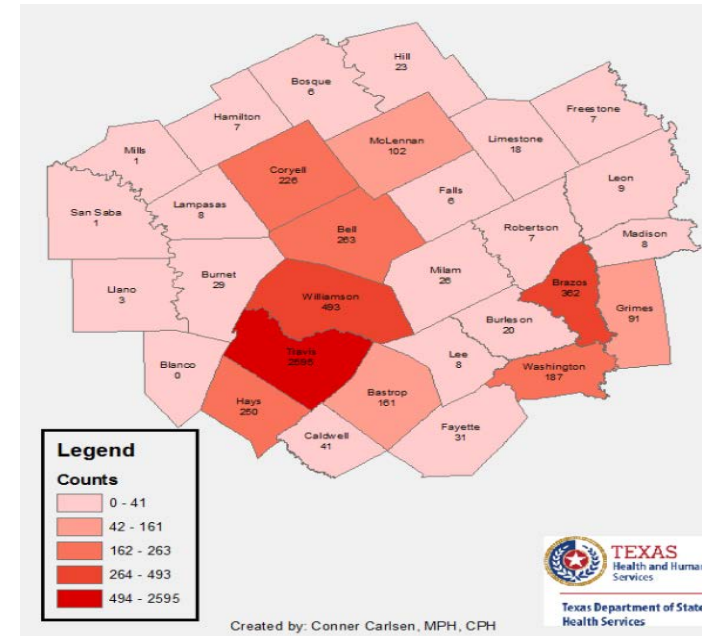 Hill
23
Bosque
6
Freestone
7
Hamilton
7
McLennan
102
Limestone
18
Mills
1
Coryell
226
Leon
9
Falls
6
San Saba
1
Lampasas
8
Bell
263
Robertson
7
Madison
8
Burnet
29
Milam
26
Llano
3
Williamson
493
Brazos
362
Grimes
91
Burleson
20
Travis
2595
Lee
8
Blanco
0
Washington
187
Bastrop
161
Hays
250
Fayette
31
Caldwell
41
Legend
Counts
0 - 41
42 - 161
162 - 263
264 - 493
494 - 2595
TEXAS
Health and Human
Services
Texas Department of State
Health Services
Created by: Conner Carlsen, MPH, CPH